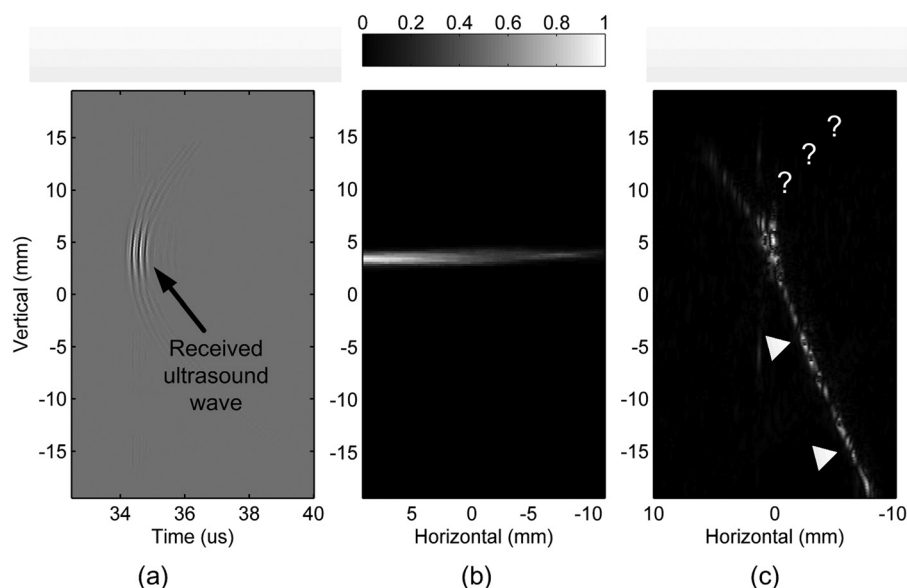 0 0.2 0.4 0.6 0.8 1
15
10
5
0
-5
-10
-15
Vertical (mm)
Received
ultrasound
wave
34 36 38 40
Time (us)
(a)
15
10
5
0
-5
-10
-15
5 0 -5 -10
Horizontal (mm)
(b)
15
10
5
0
-5
-10
-15
?
?
?
10 0 -10
Horizontal (mm)
(c)